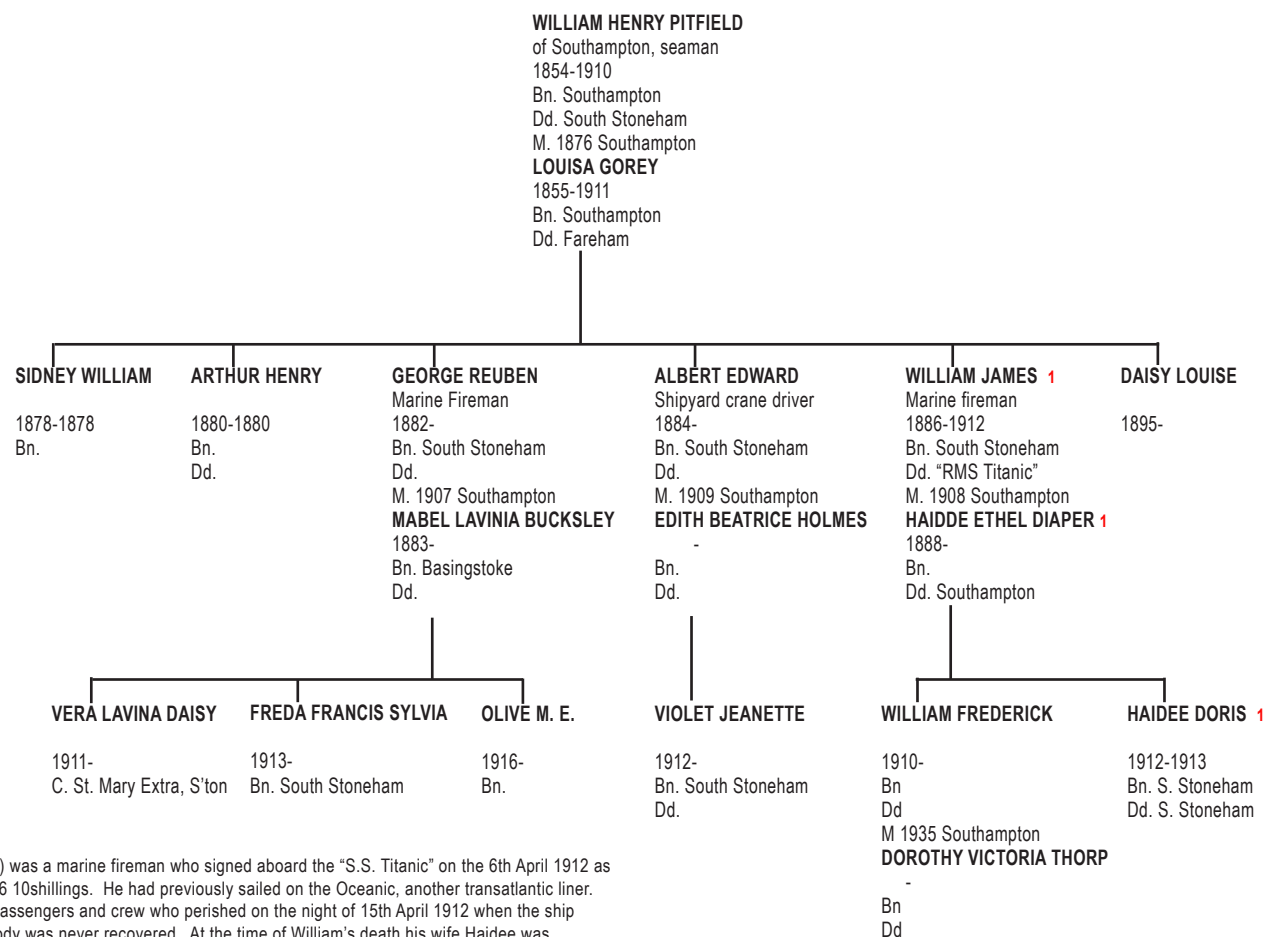 WILLIAM HENRY PITFIELD
of Southampton, seaman
1854-1910
Bn. Southampton
Dd. South Stoneham
M. 1876 Southampton
LOUISA GOREY
1855-1911
Bn. Southampton
Dd. Fareham
SIDNEY WILLIAM
1878-1878
Bn.
ARTHUR HENRY
1880-1880
Bn.
Dd.
GEORGE REUBEN
Marine Fireman
1882-
Bn. South Stoneham
Dd.
M. 1907 Southampton
MABEL LAVINIA BUCKSLEY
1883-
Bn. Basingstoke
Dd.
ALBERT EDWARD
Shipyard crane driver
1884-
Bn. South Stoneham
Dd.
M. 1909 Southampton
EDITH BEATRICE HOLMES
-
Bn.
Dd.
WILLIAM JAMES 1
Marine fireman
1886-1912
Bn. South Stoneham
Dd. “RMS Titanic”
M. 1908 Southampton
HAIDDE ETHEL DIAPER 1
1888-
Bn.
Dd. Southampton
DAISY LOUISE
1895-
VERA LAVINA DAISY
1911-
C. St. Mary Extra, S'ton
FREDA FRANCIS SYLVIA
1913-
Bn. South Stoneham
OLIVE M. E.
1916-
Bn.
VIOLET JEANETTE
1912-
Bn. South Stoneham
Dd.
WILLIAM FREDERICK
1910-
Bn
Dd
M 1935 Southampton
DOROTHY VICTORIA THORP
-
Bn
Dd
HAIDEE DORIS 1
1912-1913
Bn. S. Stoneham
Dd. S. Stoneham
) was a marine fireman who signed aboard the “S.S. Titanic” on the 6th April 1912 as
6 10shillings. He had previously sailed on the Oceanic, another transatlantic liner.
assengers and crew who perished on the night of 15th April 1912 when the ship
ody was never recovered. At the time of William's death his wife Haidee was